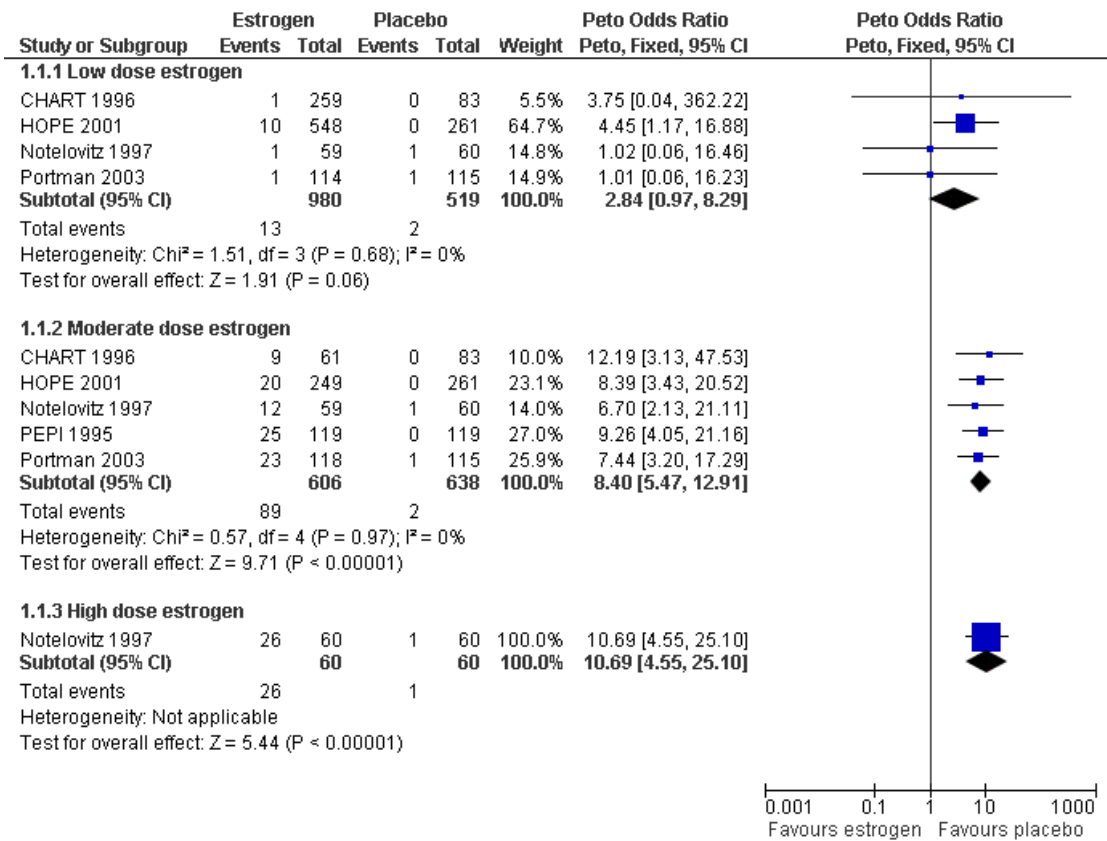 Estrogen Placebo Peto Odds Ratio Peto Odds Ratio
Study or Subgroup Events Total Events Total Weight Peto, Fixed, 95% CI Peto, Fixed, 95% CI
1.1.1 Low dose estrogen
CHART 1996 1 259 0 83 5.5% 3.75 [0.04, 362.22]
HOPE 2001 10 548 0 261 64.7% 4.45 [1.17, 16.88]
Notelovitz 1997 1 59 1 60 14.8% 1.02 [0.06, 16.46]
Portman 2003 1 114 1 115 14.9% 1.01 [0.06, 16.23]
Subtotal (95% CI) 980 519 100.0% 2.84 [0.97, 8.29]
Total events 13 2
Heterogeneity: Chi² = 1.51, df = 3 (P = 0.68); I² = 0%
Test for overall effect: Z = 1.91 (P = 0.06)
1.1.2 Moderate dose estrogen
CHART 1996 9 61 0 83 10.0% 12.19 [3.13, 47.53]
HOPE 2001 20 249 0 261 23.1% 8.39 [3.43, 20.52]
Notelovitz 1997 12 59 1 60 14.0% 6.70 [2.13, 21.11]
PEPI 1995 25 119 0 119 27.0% 9.26 [4.05, 21.16]
Portman 2003 23 118 1 115 25.9% 7.44 [3.20, 17.29]
Subtotal (95% CI) 606 638 100.0% 8.40 [5.47, 12.91]
Total events 89 2
Heterogeneity: Chi² = 0.57, df = 4 (P = 0.97); I² = 0%
Test for overall effect: Z = 9.71 (P < 0.00001)
1.1.3 High dose estrogen
Notelovitz 1997 26 60 1 60 100.0% 10.69 [4.55, 25.10]
Subtotal (95% CI) 60 60 100.0% 10.69 [4.55, 25.10]
Total events 26 1
Heterogeneity: Not applicable
Test for overall effect: Z = 5.44 (P < 0.00001)
0.001 0.1 1 10 1000
Favours estrogen Favours placebo